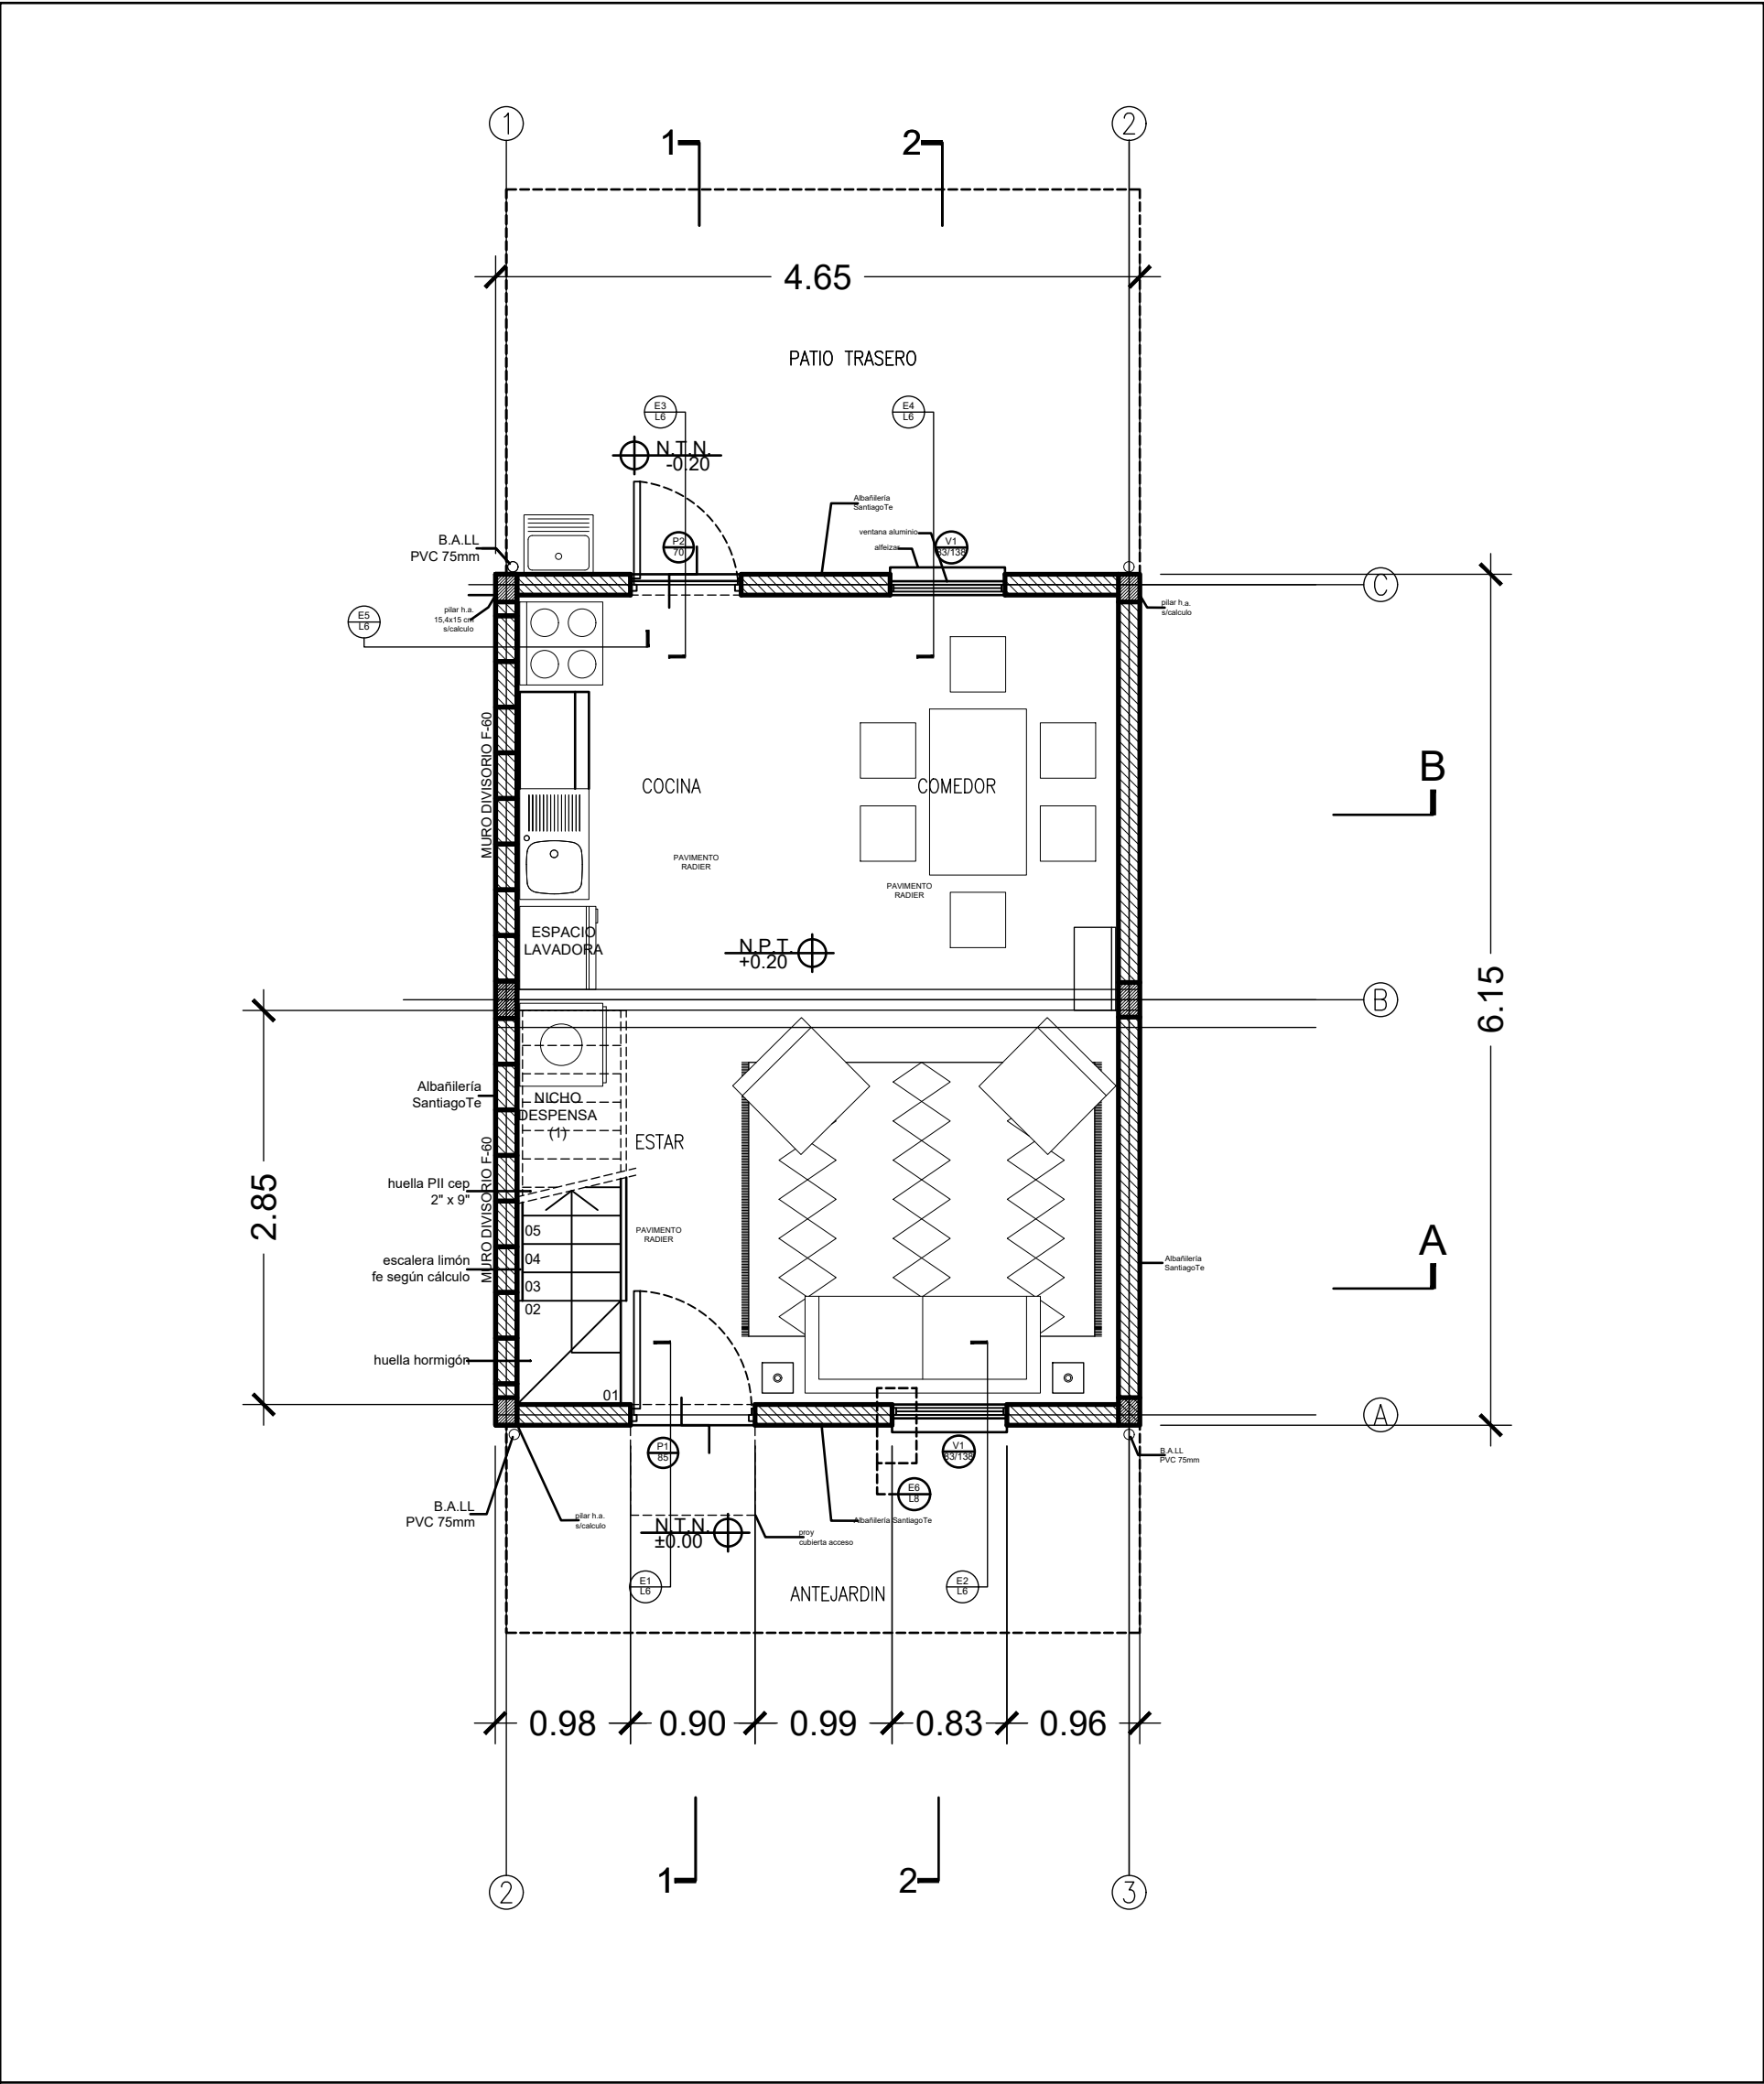 1
1
2
2
4.65
PATIO TRASERO
E3
L6
E4
L6
N.T.N.
-0.20
Albañilería
SantiagoTe
ventana aluminio
alfeizar
B.A.LL
PVC 75mm
P2
70
V1
83/138
C
pilar h.a.
15,4x15 cm
s/calculo
pilar h.a.
s/calculo
E5
L6
MURO DIVISORIO F-60
COCINA
COMEDOR
B
PAVIMENTO
RADIER
PAVIMENTO
RADIER
ESPACIO
LAVADORA
N.P.T.
+0.20
B
6.15
Albañilería
SantiagoTe
NICHO
DESPENSA
(1)
ESTAR
MURO DIVISORIO F-60
huella PII cep
2" x 9"
2.85
05
04
03
02
01
PAVIMENTO
RADIER
A
escalera limón
fe según cálculo
Albañilería
SantiagoTe
huella hormigón
A
P1
85
V1
83/138
B.A.LL
PVC 75mm
E6
L8
B.A.LL
PVC 75mm
pilar h.a.
s/calculo
N.T.N.
±0.00
Albañilería SantiagoTe
proy
cubierta acceso
E1
L6
E2
L6
ANTEJARDIN
0.98
0.90
0.99
0.83
0.96
2
1
2
3